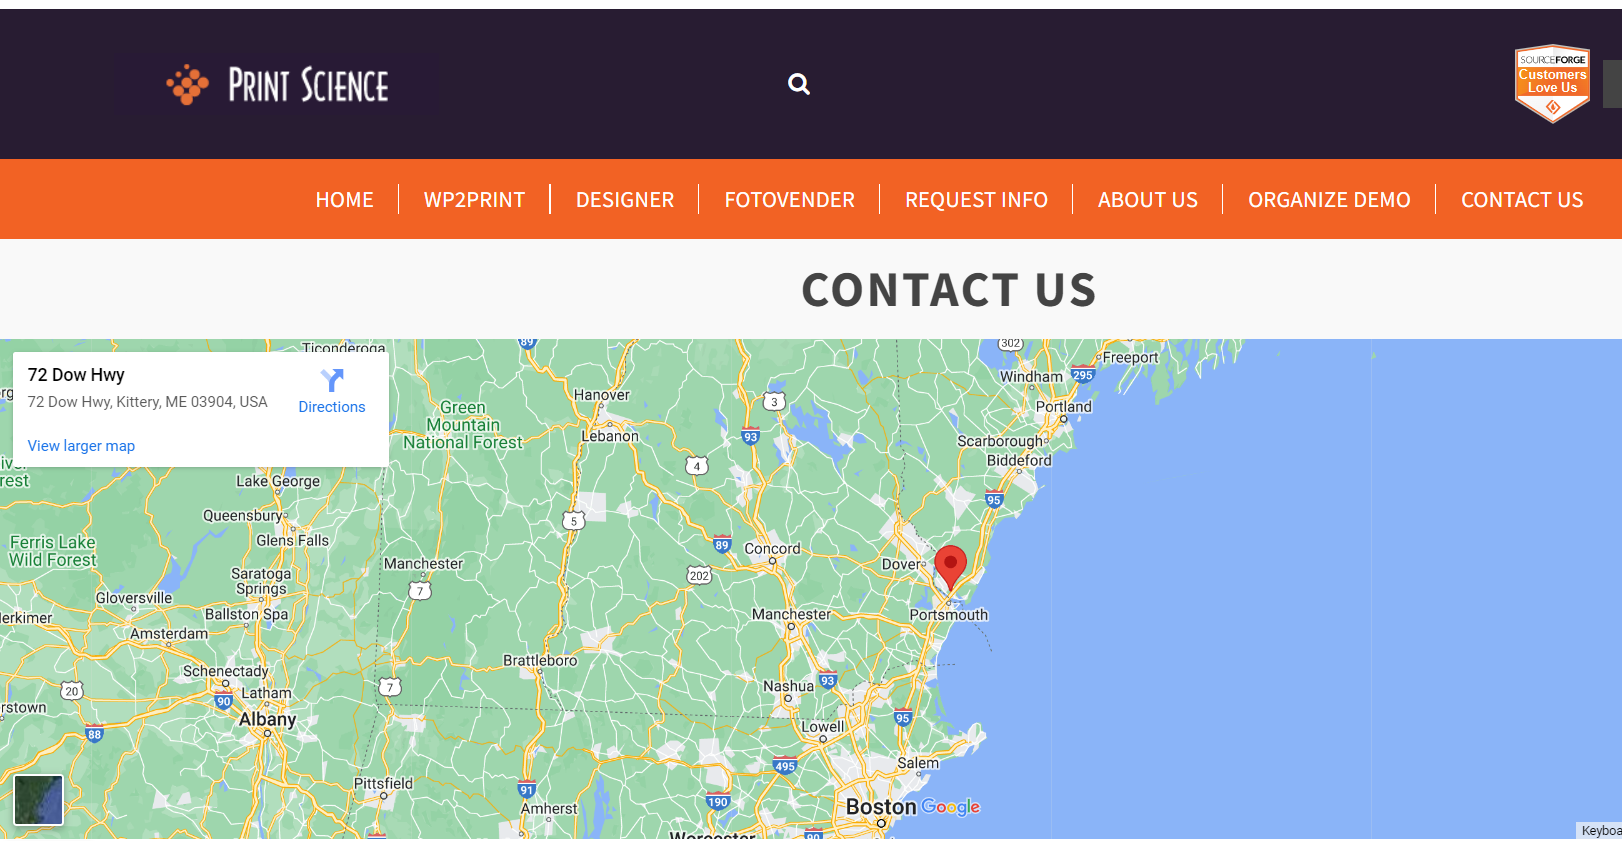 PRINT SCIENCE
SOURCEFORGE
Customers
Love Us
HOME
WP2PRINT
DESIGNER
FOTOVENDER
REQUEST INFO
ABOUT US
ORGANIZE DEMO
CONTACT US
CONTACT US
72 Dow Hwy
72 Dow Hwy, Kittery, ME 03904, USA
Directions
View larger map
Ticonderoga
89
302
Freeport
Windham
295
Hanover
3
Portland
Green
Mountain
National Forest
Lebanon
93
Scarborough
Biddeford
4
Lake George
95
Queensbury
5
Glens Falls
Ferris Lake
Wild Forest
89
Concord
Manchester
Dover
Saratoga
Springs
202
7
Gloversville
Ballston Spa
Manchester
Portsmouth
Amsterdam
Brattleboro
Schenectady
20
Latham
90
7
Nashua
93
Albany
95
88
Lowell
495
Salem
Pittsfield
91
190
Amherst
Boston
Google
Worcester
90
Keyboa